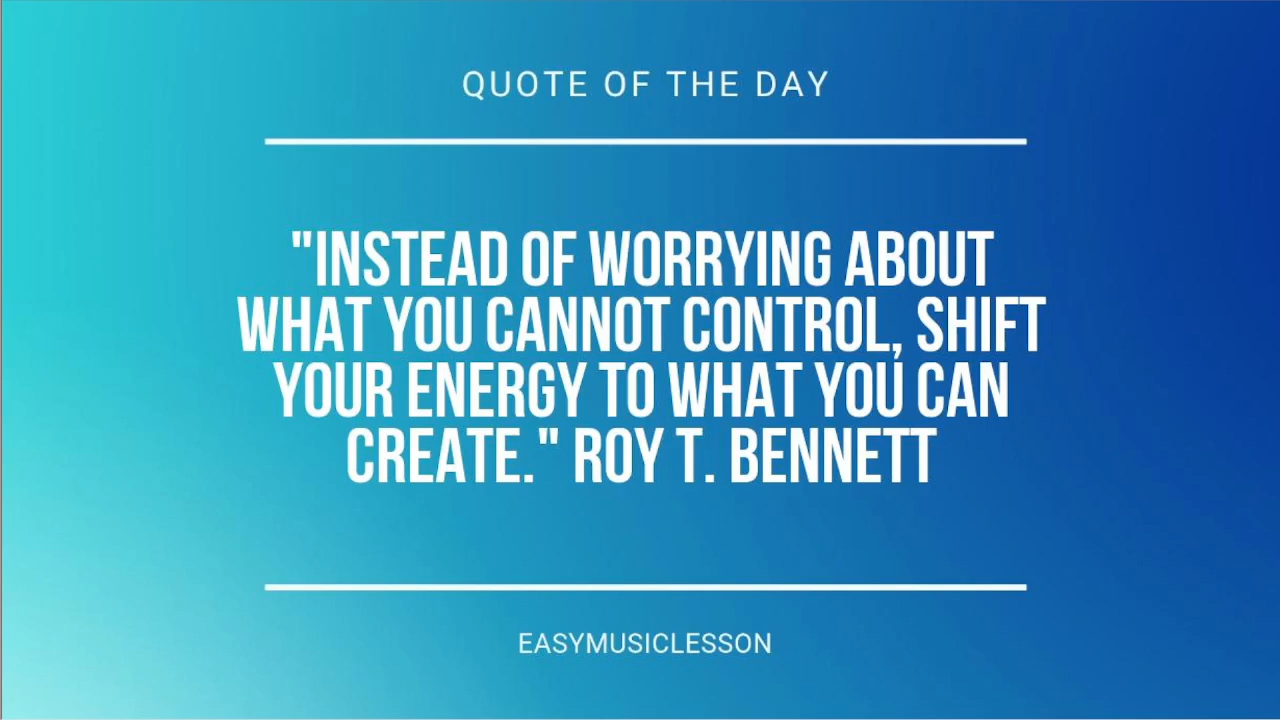 QUOTE OF THE DAY
"INSTEAD OF WORRYING ABOUT
WHAT YOU CANNOT CONTROL, SHIFT
YOUR ENERGY TO WHAT YOU CAN
CREATE." ROY T. BENNETT
EASYMUSICLESSON